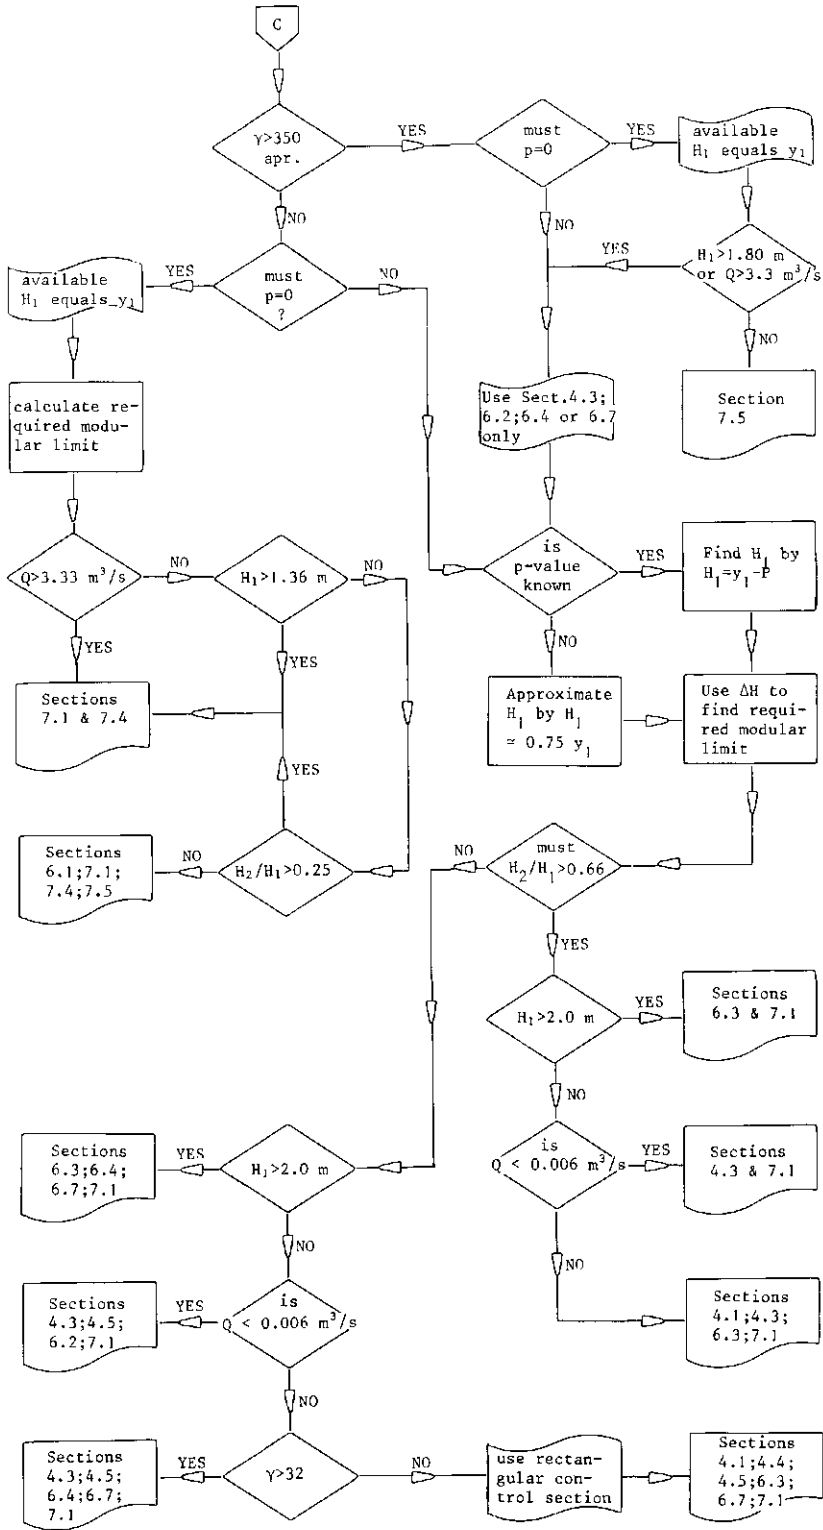 C
γ>350
apr.
YES
must
p=0
YES
available
H₁ equals y₁
NO
NO
H₁>1.80 m
or Q>3.3 m³/s
YES
must
p=0
?
YES
NO
available
H₁ equals y₁
NO
Section
7.5
Use Sect.4.3;
6.2;6.4 or 6.7
only
calculate re-
quired modu-
lar limit
Q>3.33 m³/s
NO
H₁>1.36 m
NO
is
p-value
known
YES
Find H₁ by
H₁=y₁-P
YES
YES
NO
Sections
7.1 & 7.4
Approximate
H₁ by H₁
≃ 0.75 y₁
Use ΔH to
find requi-
red modular
limit
YES
Sections
6.1;7.1;
7.4;7.5
NO
H₂/H₁>0.25
NO
must
H₂/H₁>0.66
YES
H₁>2.0 m
YES
Sections
6.3 & 7.1
NO
Sections
6.3;6.4;
6.7;7.1
YES
H₁>2.0 m
is
Q < 0.006 m³/s
YES
Sections
4.3 & 7.1
NO
NO
Sections
4.3;4.5;
6.2;7.1
YES
is
Q < 0.006 m³/s
Sections
4.1;4.3;
6.3;7.1
NO
Sections
4.3;4.5;
6.4;6.7;
7.1
YES
γ>32
NO
use rectan-
gular con-
trol section
Sections
4.1;4.4;
4.5;6.3;
6.7;7.1